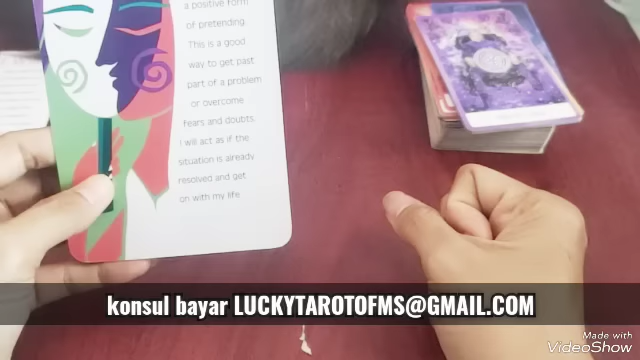 a positive form
of pretending.
This is a good
way to get past
part of a problem
or overcome
fears and doubts.
I will act as if the
situation is already
resolved and get
on with my life.
konsul bayar LUCKYTAROTOFMS@GMAIL.COM
Made with
VideoShow